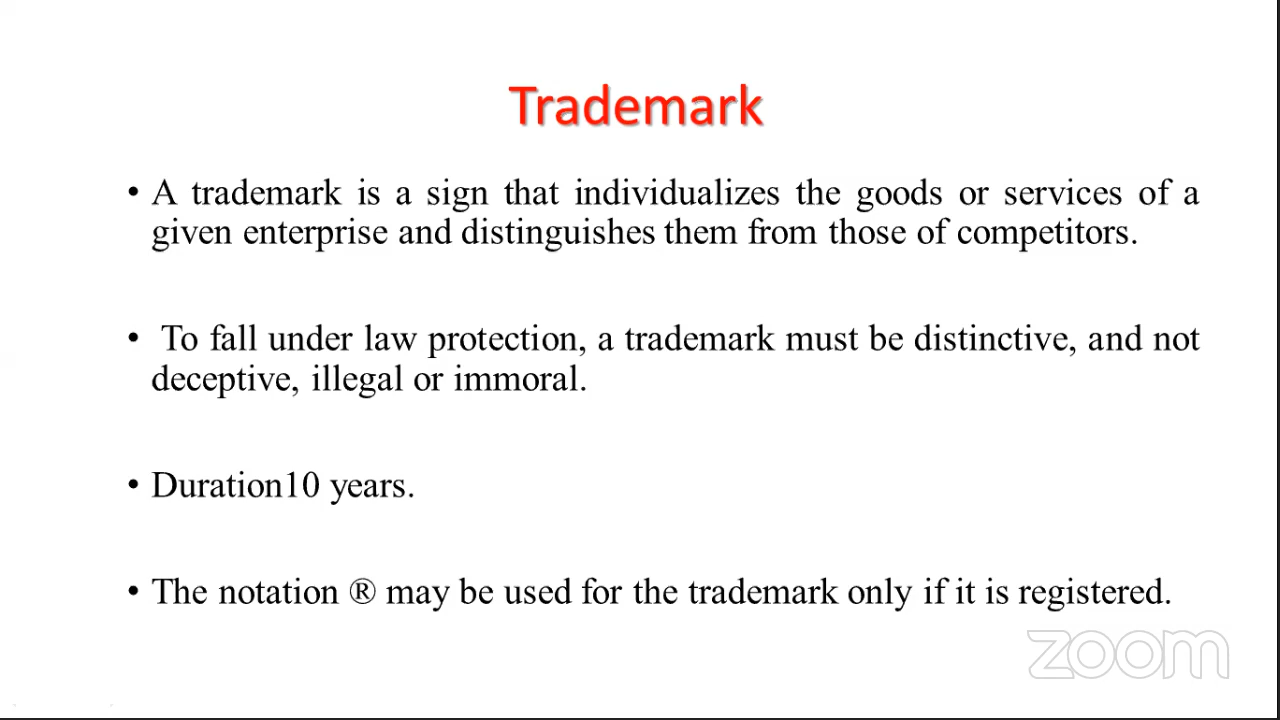 Trademark
• A trademark is a sign that individualizes the goods or services of a
given enterprise and distinguishes them from those of competitors.
• To fall under law protection, a trademark must be distinctive, and not
deceptive, illegal or immoral.
• Duration10 years.
• The notation ® may be used for the trademark only if it is registered.
zoom